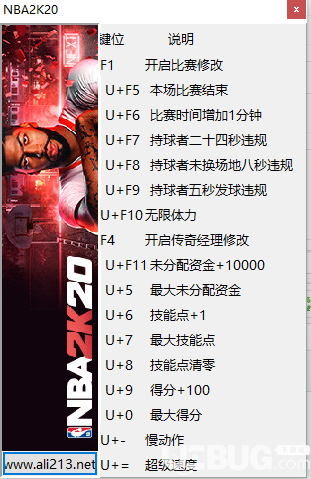 NBA2K20
x
键位 说明
F1 开启比赛修改
U+F5 本场比赛结束
U+F6 比赛时间增加1分钟
U+F7 持球者二十四秒违规
U+F8 持球者未换场地八秒违规
U+F9 持球者五秒发球违规
U+F10 无限体力
F4 开启传奇经理修改
U+F11 未分配资金+10000
U+5 最大未分配资金
U+6 技能点+1
U+7 最大技能点
U+8 技能点清零
U+9 得分+100
U+0 最大得分
U+- 慢动作
U+= 超级速度
NBA2K20
www.ali213.net
UEBUG.com